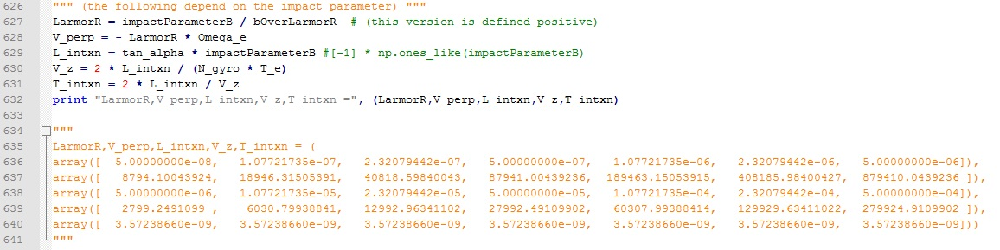 626 """ (the following depend on the impact parameter) """
627 LarmorR = impactParameterB / bOverLarmorR  # (this version is defined positive)
628 V_perp = - LarmorR * Omega_e
629 L_intxn = tan_alpha * impactParameterB #[-1] * np.ones_like(impactParameterB)
630 V_z = 2 * L_intxn / (N_gyro * T_e)
631 T_intxn = 2 * L_intxn / V_z
632 print "LarmorR,V_perp,L_intxn,V_z,T_intxn =", (LarmorR,V_perp,L_intxn,V_z,T_intxn)
633
634 """
635 LarmorR,V_perp,L_intxn,V_z,T_intxn = (
636 array([  5.00000000e-08,   1.07721735e-07,   2.32079442e-07,   5.00000000e-07,   1.07721735e-06,   2.32079442e-06,   5.00000000e-06]),
637 array([   8794.10043924,   18946.31505391,   40818.59840043,   87941.00439236,  189463.15053915,  408185.98400427,  879410.0439236 ]),
638 array([  5.00000000e-06,   1.07721735e-05,   2.32079442e-05,   5.00000000e-05,   1.07721735e-04,   2.32079442e-04,   5.00000000e-04]),
639 array([   2799.2491099 ,    6030.79938841,   12992.96341102,   27992.49109902,   60307.99388414,  129929.63411022,  279924.9109902 ]),
640 array([  3.57238660e-09,   3.57238660e-09,   3.57238660e-09,   3.57238660e-09,   3.57238660e-09,   3.57238660e-09,   3.57238660e-09]))
641 """